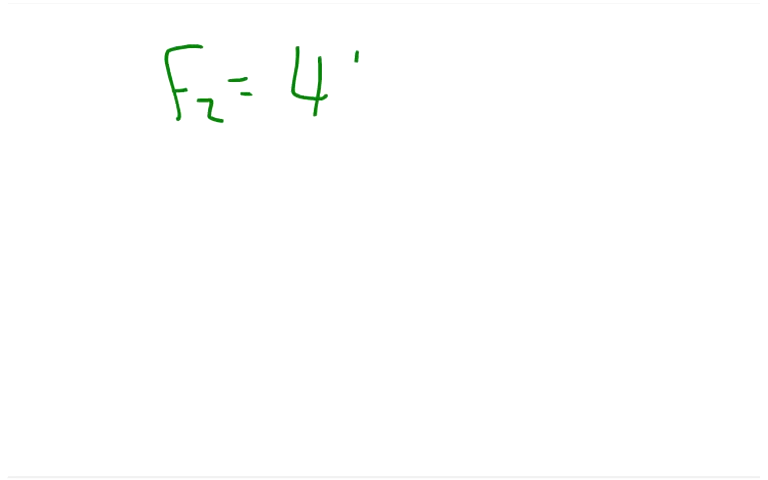 F₂ = 4'